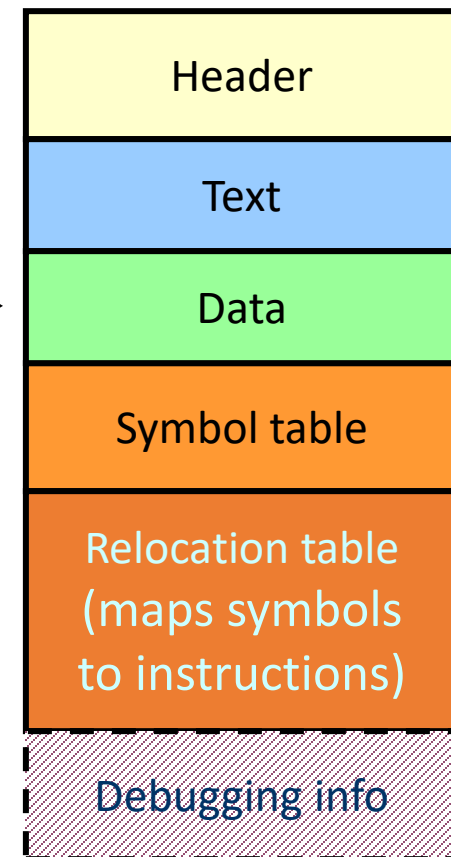 Header
Text
Data
Symbol table
Relocation table
(maps symbols
to instructions)
Debugging info